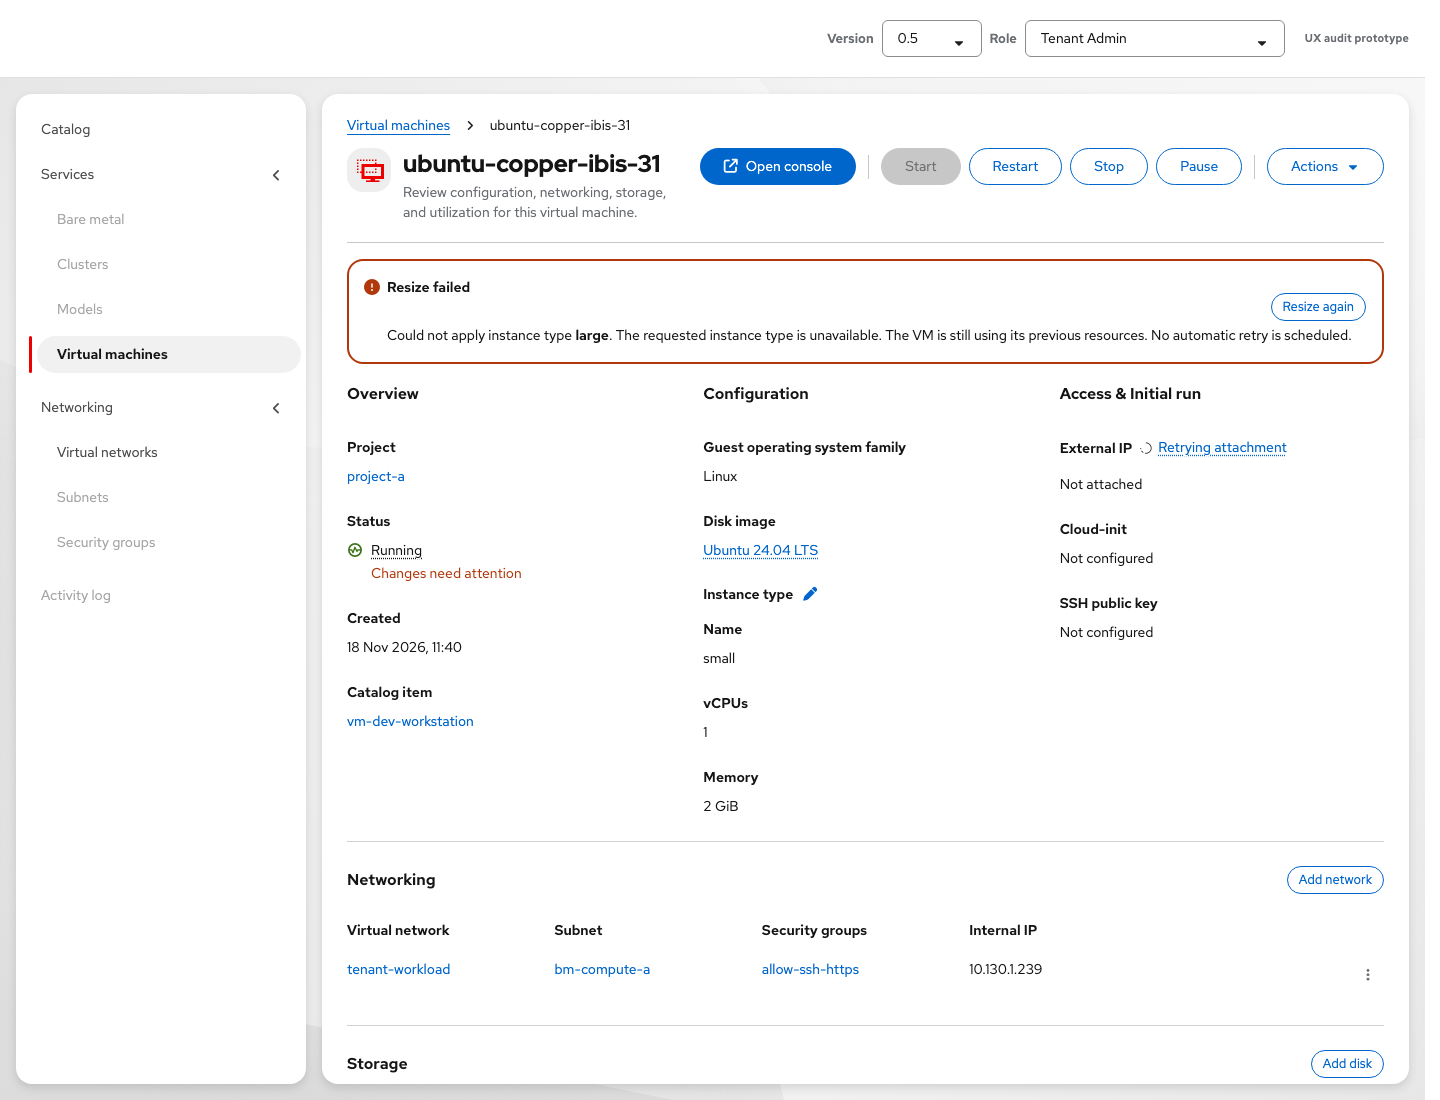 Version 0.5 Role Tenant Admin UX audit prototype
Catalog
Services
Bare metal
Clusters
Models
Virtual machines
Networking
Virtual networks
Subnets
Security groups
Activity log
Virtual machines > ubuntu-copper-ibis-31
ubuntu-copper-ibis-31
Review configuration, networking, storage,
and utilization for this virtual machine.
Open console Start Restart Stop Pause Actions
Resize failed
Resize again
Could not apply instance type large. The requested instance type is unavailable. The VM is still using its previous resources. No automatic retry is scheduled.
Overview
Project
project-a
Status
Running
Changes need attention
Created
18 Nov 2026, 11:40
Catalog item
vm-dev-workstation
Configuration
Guest operating system family
Linux
Disk image
Ubuntu 24.04 LTS
Instance type
Name
small
vCPUs
1
Memory
2 GiB
Access & Initial run
External IP Retrying attachment
Not attached
Cloud-init
Not configured
SSH public key
Not configured
Networking
Add network
Virtual network Subnet Security groups Internal IP
tenant-workload bm-compute-a allow-ssh-https 10.130.1.239
Storage
Add disk